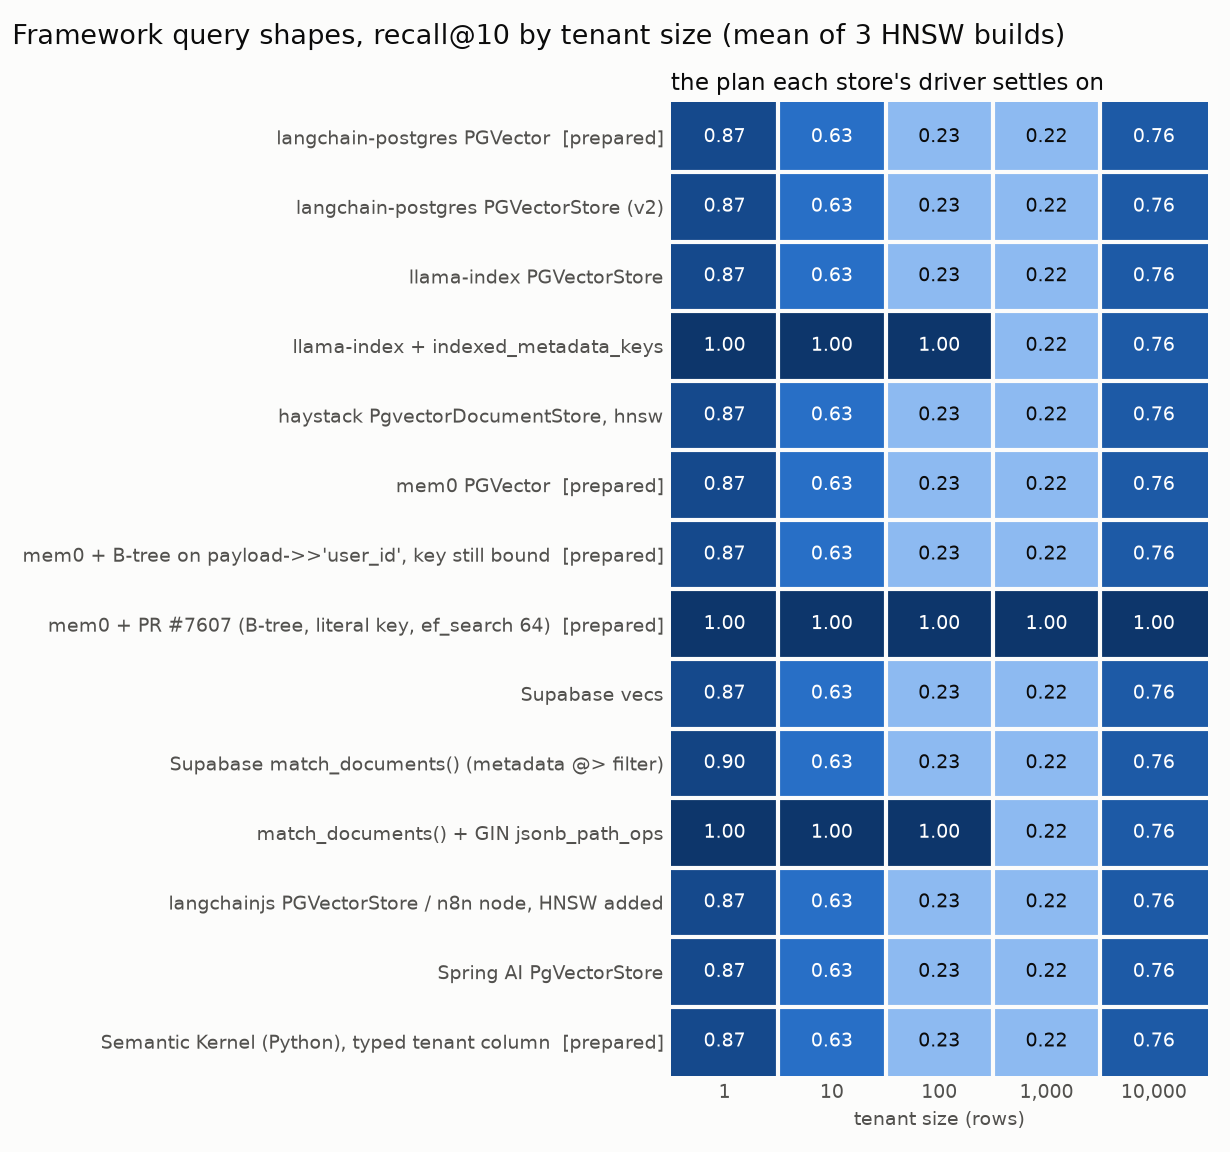 Framework query shapes, recall@10 by tenant size (mean of 3 HNSW builds)
the plan each store's driver settles on
langchain-postgres PGVector [prepared] 0.87 0.63 0.23 0.22 0.76
langchain-postgres PGVectorStore (v2) 0.87 0.63 0.23 0.22 0.76
llama-index PGVectorStore 0.87 0.63 0.23 0.22 0.76
llama-index + indexed_metadata_keys 1.00 1.00 1.00 0.22 0.76
haystack PgvectorDocumentStore, hnsw 0.87 0.63 0.23 0.22 0.76
mem0 PGVector [prepared] 0.87 0.63 0.23 0.22 0.76
mem0 + B-tree on payload->>'user_id', key still bound [prepared] 0.87 0.63 0.23 0.22 0.76
mem0 + PR #7607 (B-tree, literal key, ef_search 64) [prepared] 1.00 1.00 1.00 1.00 1.00
Supabase vecs 0.87 0.63 0.23 0.22 0.76
Supabase match_documents() (metadata @> filter) 0.90 0.63 0.23 0.22 0.76
match_documents() + GIN jsonb_path_ops 1.00 1.00 1.00 0.22 0.76
langchainjs PGVectorStore / n8n node, HNSW added 0.87 0.63 0.23 0.22 0.76
Spring AI PgVectorStore 0.87 0.63 0.23 0.22 0.76
Semantic Kernel (Python), typed tenant column [prepared] 0.87 0.63 0.23 0.22 0.76
1 10 100 1,000 10,000
tenant size (rows)